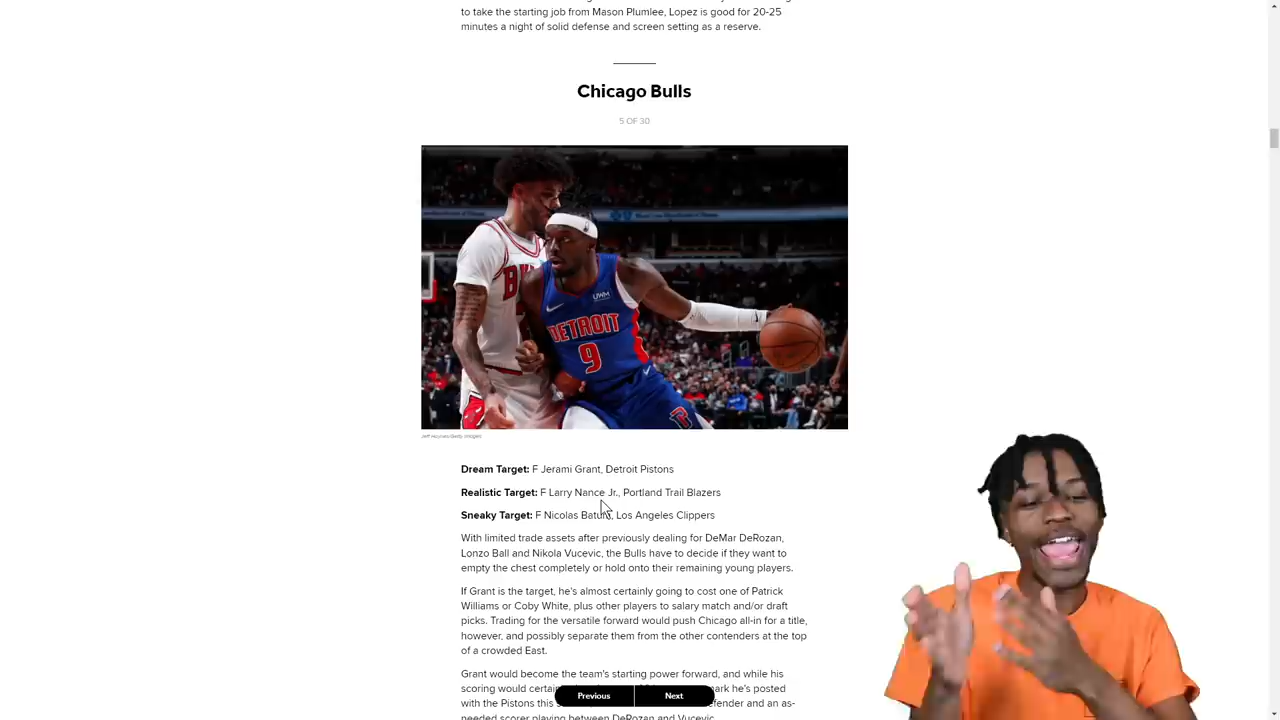 to take the starting job from Mason Plumlee, Lopez is good for 20-25
minutes a night of solid defense and screen setting as a reserve.
Chicago Bulls
5 OF 30
UWM
DETROIT
9
Dream Target: F Jerami Grant, Detroit Pistons
Realistic Target: F Larry Nance Jr., Portland Trail Blazers
Sneaky Target: F Nicolas Batum, Los Angeles Clippers
With limited trade assets after previously dealing for DeMar DeRozan,
Lonzo Ball and Nikola Vucevic, the Bulls have to decide if they want to
empty the chest completely or hold onto their remaining young players.
If Grant is the target, he's almost certainly going to cost one of Patrick
Williams or Coby White, plus other players to salary match and/or draft
picks. Trading for the versatile forward would push Chicago all-in for a title,
however, and possibly separate them from the other contenders at the top
of a crowded East.
Grant would become the team's starting power forward, and while his
scoring would
he's posted
with the Pistons this
and an as-
needed scorer playing between DeRozan and Vucevic.
Previous
Next